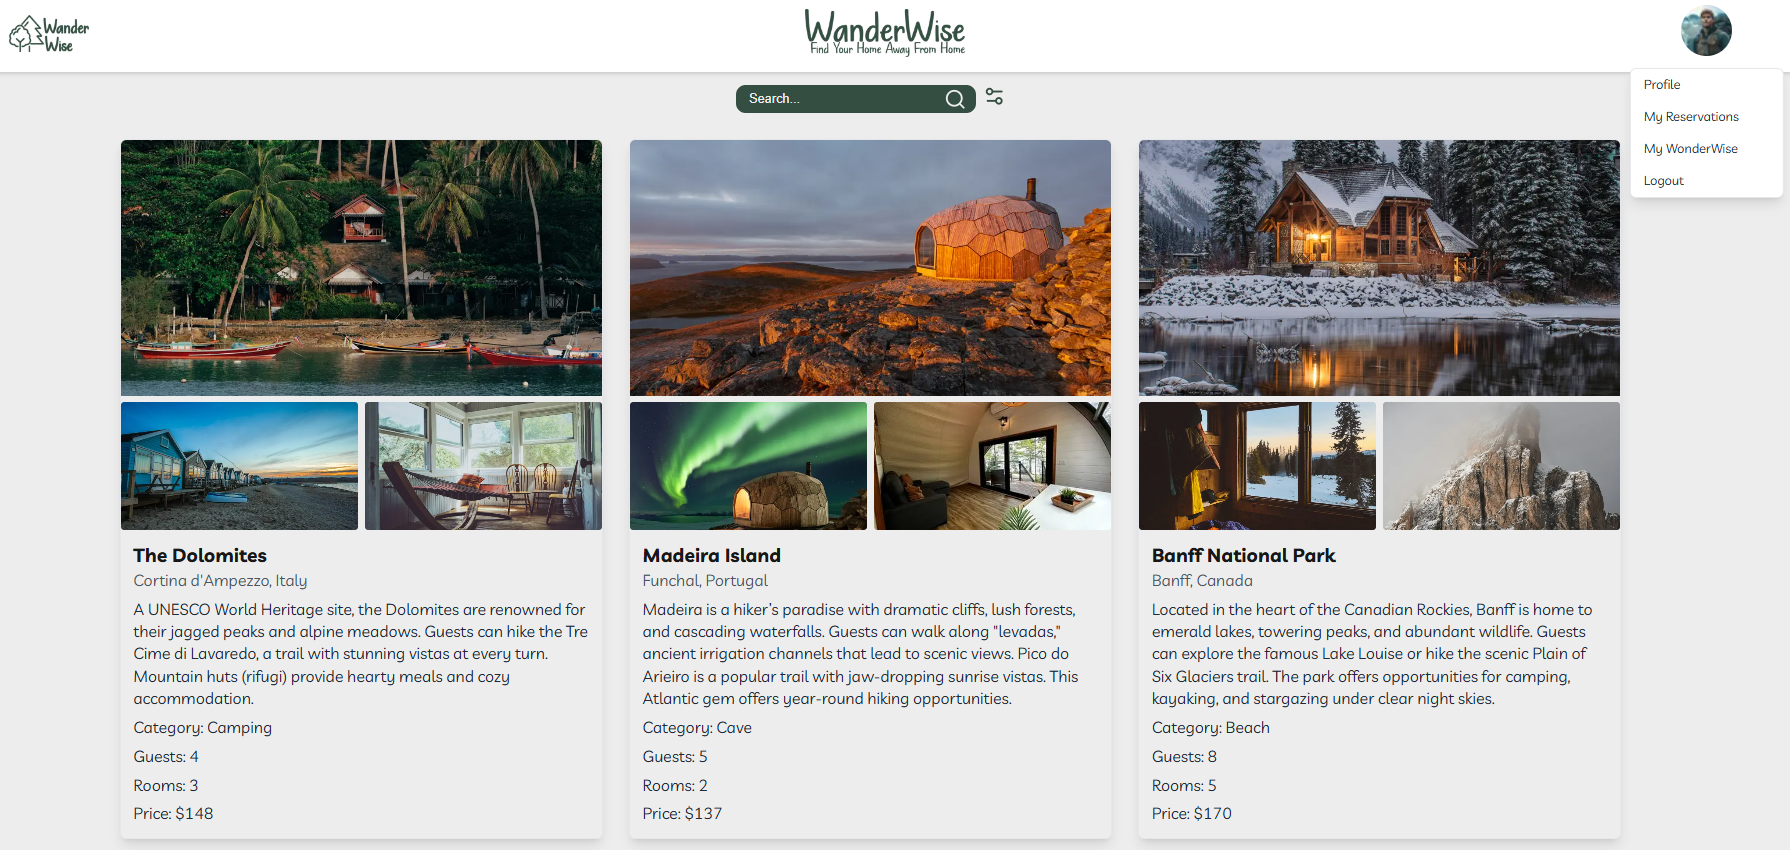 Wander
Wise
WanderWise
Find Your Home Away From Home
Search...
Profile
My Reservations
My WonderWise
Logout
The Dolomites
Cortina d'Ampezzo, Italy
A UNESCO World Heritage site, the Dolomites are renowned for
their jagged peaks and alpine meadows. Guests can hike the Tre
Cime di Lavaredo, a trail with stunning vistas at every turn.
Mountain huts (rifugi) provide hearty meals and cozy
accommodation.
Category: Camping
Guests: 4
Rooms: 3
Price: $148
Madeira Island
Funchal, Portugal
Madeira is a hiker’s paradise with dramatic cliffs, lush forests,
and cascading waterfalls. Guests can walk along "levadas,"
ancient irrigation channels that lead to scenic views. Pico do
Arieiro is a popular trail with jaw-dropping sunrise vistas. This
Atlantic gem offers year-round hiking opportunities.
Category: Cave
Guests: 5
Rooms: 2
Price: $137
Banff National Park
Banff, Canada
Located in the heart of the Canadian Rockies, Banff is home to
emerald lakes, towering peaks, and abundant wildlife. Guests
can explore the famous Lake Louise or hike the scenic Plain of
Six Glaciers trail. The park offers opportunities for camping,
kayaking, and stargazing under clear night skies.
Category: Beach
Guests: 8
Rooms: 5
Price: $170